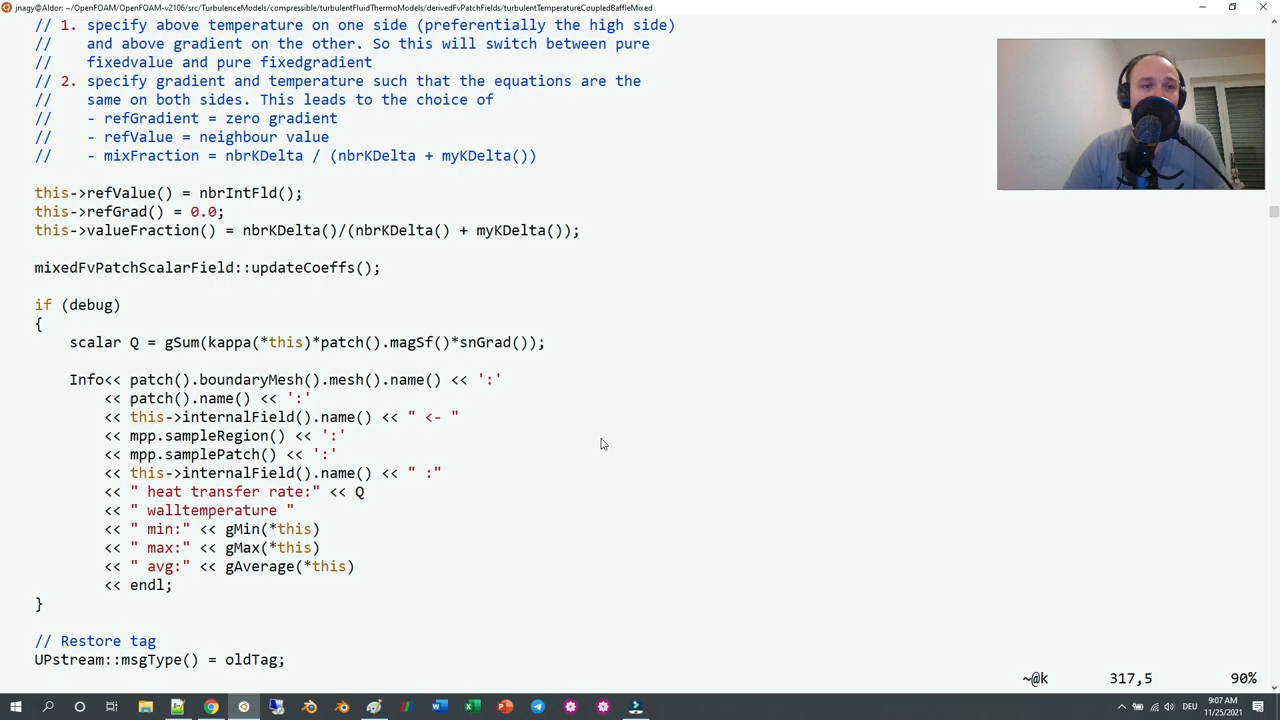 jnagy@Aldor: ~/OpenFOAM/OpenFOAM-v2106/src/TurbulenceModels/compressible/turbulentFluidThermoModels/derivedFvPatchFields/turbulentTemperatureCoupledBaffleMixed
// 1. specify above temperature on one side (preferentially the high side)
//    and above gradient on the other. So this will switch between pure
//    fixedvalue and pure fixedgradient
// 2. specify gradient and temperature such that the equations are the
//    same on both sides. This leads to the choice of
//    - refGradient = zero gradient
//    - refValue = neighbour value
//    - mixFraction = nbrKDelta / (nbrKDelta + myKDelta())
this->refValue() = nbrIntFld();
this->refGrad() = 0.0;
this->valueFraction() = nbrKDelta()/(nbrKDelta() + myKDelta());
mixedFvPatchScalarField::updateCoeffs();
if (debug)
{
    scalar Q = gSum(kappa(*this)*patch().magSf()*snGrad());
    Info<< patch().boundaryMesh().mesh().name() << ':'
        << patch().name() << ':'
        << this->internalField().name() << " <- "
        << mpp.sampleRegion() << ':'
        << mpp.samplePatch() << ':'
        << this->internalField().name() << " :"
        << " heat transfer rate:" << Q
        << " walltemperature "
        << " min:" << gMin(*this)
        << " max:" << gMax(*this)
        << " avg:" << gAverage(*this)
        << endl;
}
// Restore tag
UPstream::msgType() = oldTag;
~@k 317,5 90%
DEU
9:07 AM
11/25/2021